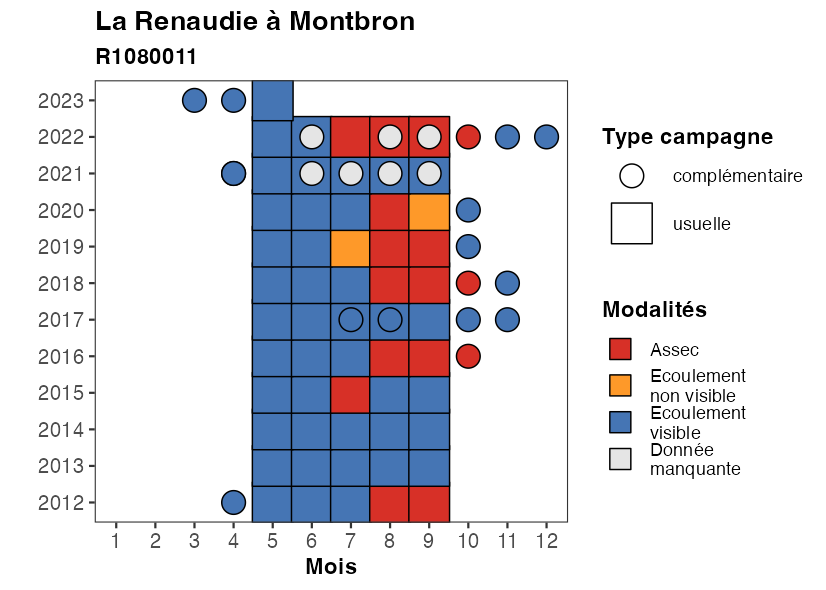 La Renaudie à Montbron
R1080011
2023
2022
2021
2020
2019
2018
2017
2016
2015
2014
2013
2012
1 2 3 4 5 6 7 8 9 10 11 12
Mois
Type campagne
complémentaire
usuelle
Modalités
Assec
Ecoulement
non visible
Ecoulement
visible
Donnée
manquante